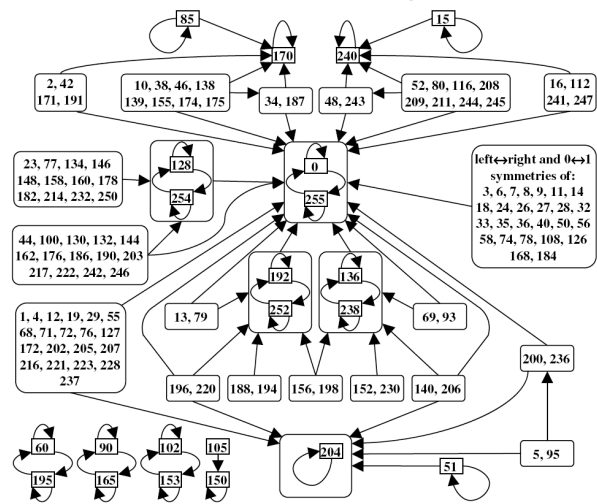 85
15
170
240
2, 42
171, 191
10, 38, 46, 138
139, 155, 174, 175
34, 187
48, 243
52, 80, 116, 208
209, 211, 244, 245
16, 112
241, 247
23, 77, 134, 146
148, 158, 160, 178
182, 214, 232, 250
128
254
0
255
left↔right and 0↔1
symmetries of:
3, 6, 7, 8, 9, 11, 14
18, 24, 26, 27, 28, 32
33, 35, 36, 40, 50, 56
58, 74, 78, 108, 126
168, 184
44, 100, 130, 132, 144
162, 176, 186, 190, 203
217, 222, 242, 246
192
252
136
238
1, 4, 12, 19, 29, 55
68, 71, 72, 76, 127
172, 202, 205, 207
216, 221, 223, 228
237
13, 79
69, 93
200, 236
196, 220
188, 194
156, 198
152, 230
140, 206
60
195
90
165
102
153
105
150
204
51
5, 95